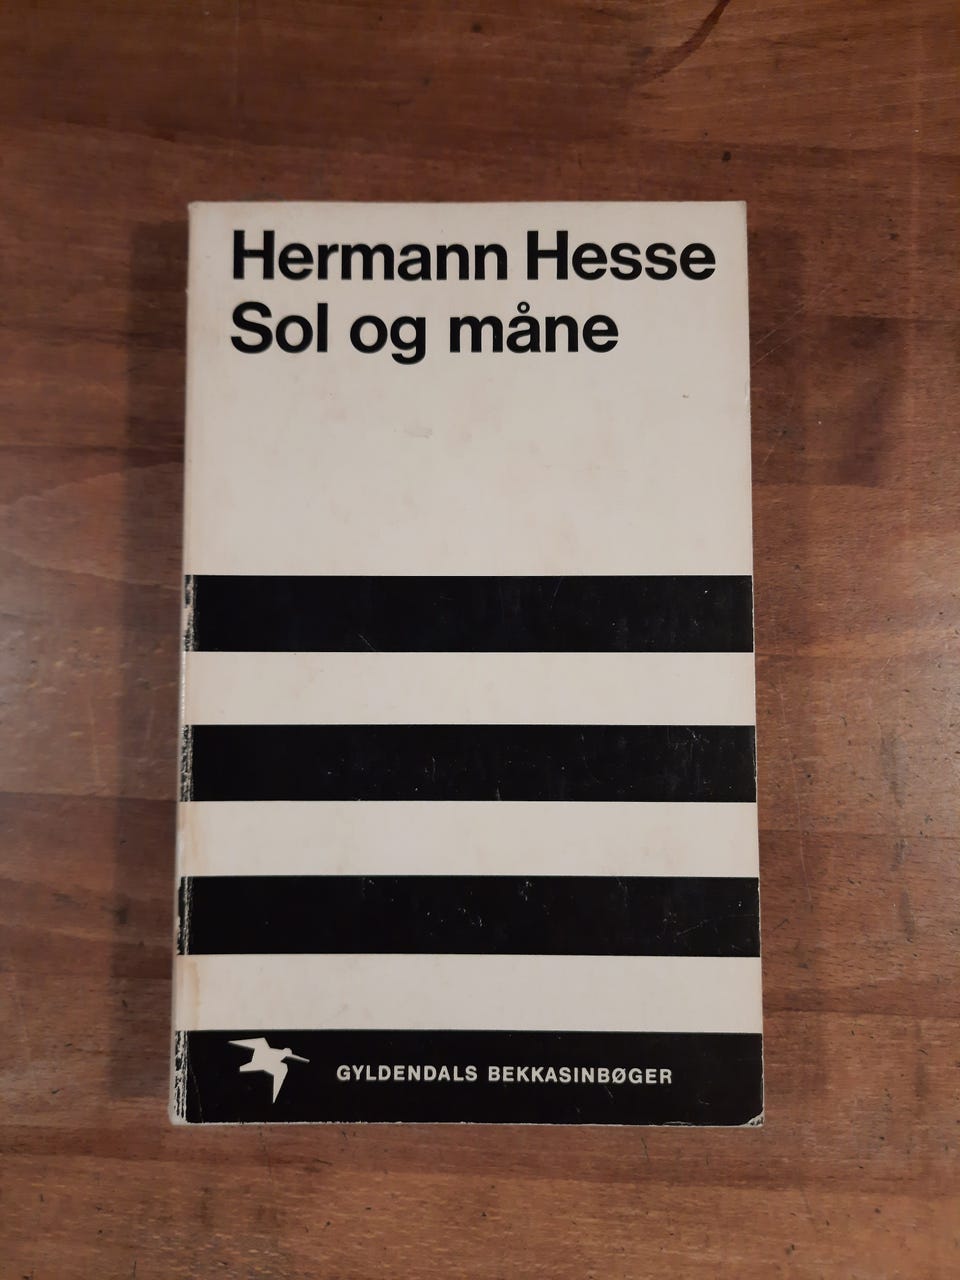 Hermann Hesse
Sol og måne
GYLDENDALS BEKKASINBØGER